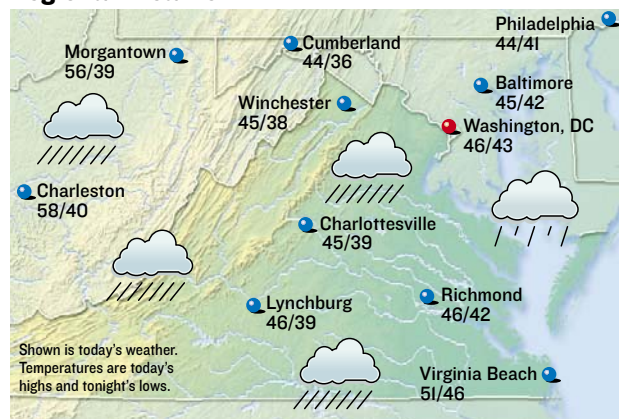 Philadelphia
44/41
Morgantown
56/39
Cumberland
44/36
Baltimore
45/42
Winchester
45/38
Washington, DC
46/43
Charleston
58/40
Charlottesville
45/39
Lynchburg
46/39
Richmond
46/42
Shown is today's weather.
Temperatures are today's
highs and tonight's lows.
Virginia Beach
51/46